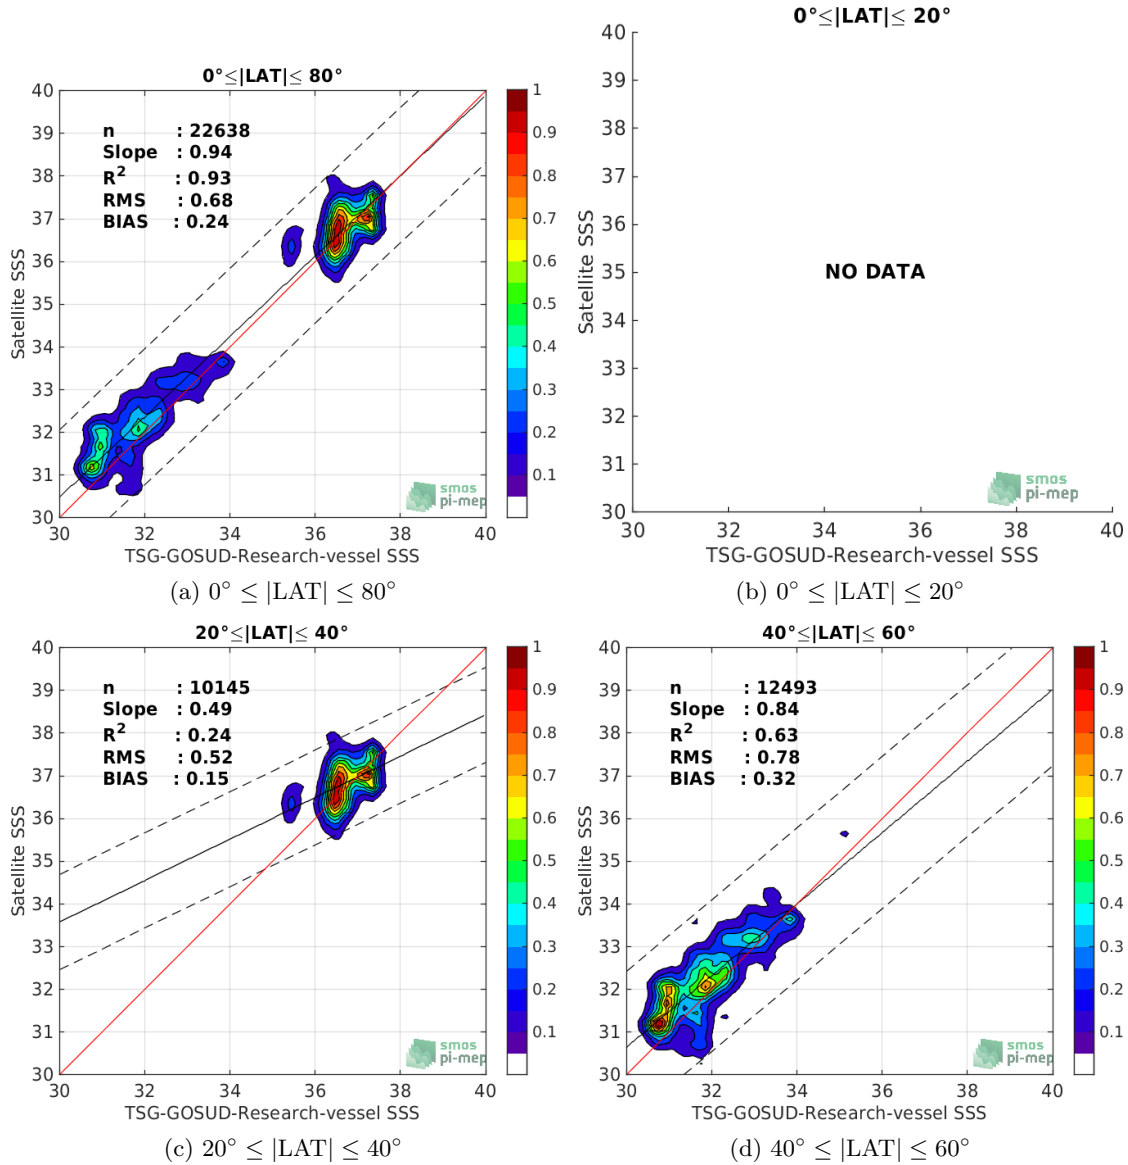 0°≤|LAT|≤ 80°
40
39
38
37
36
35
34
33
32
31
30
30
32
34
36
38
40
n : 22638
Slope : 0.94
R² : 0.93
RMS : 0.68
BIAS : 0.24
Satellite SSS
TSG-GOSUD-Research-vessel SSS
smos
pi-mep
1
0.9
0.8
0.7
0.6
0.5
0.4
0.3
0.2
0.1
(a) 0° ≤ |LAT| ≤ 80°
0°≤|LAT|≤ 20°
40
39
38
37
36
35
34
33
32
31
30
30
32
34
36
38
40
NO DATA
Satellite SSS
TSG-GOSUD-Research-vessel SSS
smos
pi-mep
(b) 0° ≤ |LAT| ≤ 20°
20°≤|LAT|≤ 40°
40
39
38
37
36
35
34
33
32
31
30
30
32
34
36
38
40
n : 10145
Slope : 0.49
R² : 0.24
RMS : 0.52
BIAS : 0.15
Satellite SSS
TSG-GOSUD-Research-vessel SSS
smos
pi-mep
1
0.9
0.8
0.7
0.6
0.5
0.4
0.3
0.2
0.1
(c) 20° ≤ |LAT| ≤ 40°
40°≤|LAT|≤ 60°
40
39
38
37
36
35
34
33
32
31
30
30
32
34
36
38
40
n : 12493
Slope : 0.84
R² : 0.63
RMS : 0.78
BIAS : 0.32
Satellite SSS
TSG-GOSUD-Research-vessel SSS
smos
pi-mep
1
0.9
0.8
0.7
0.6
0.5
0.4
0.3
0.2
0.1
(d) 40° ≤ |LAT| ≤ 60°